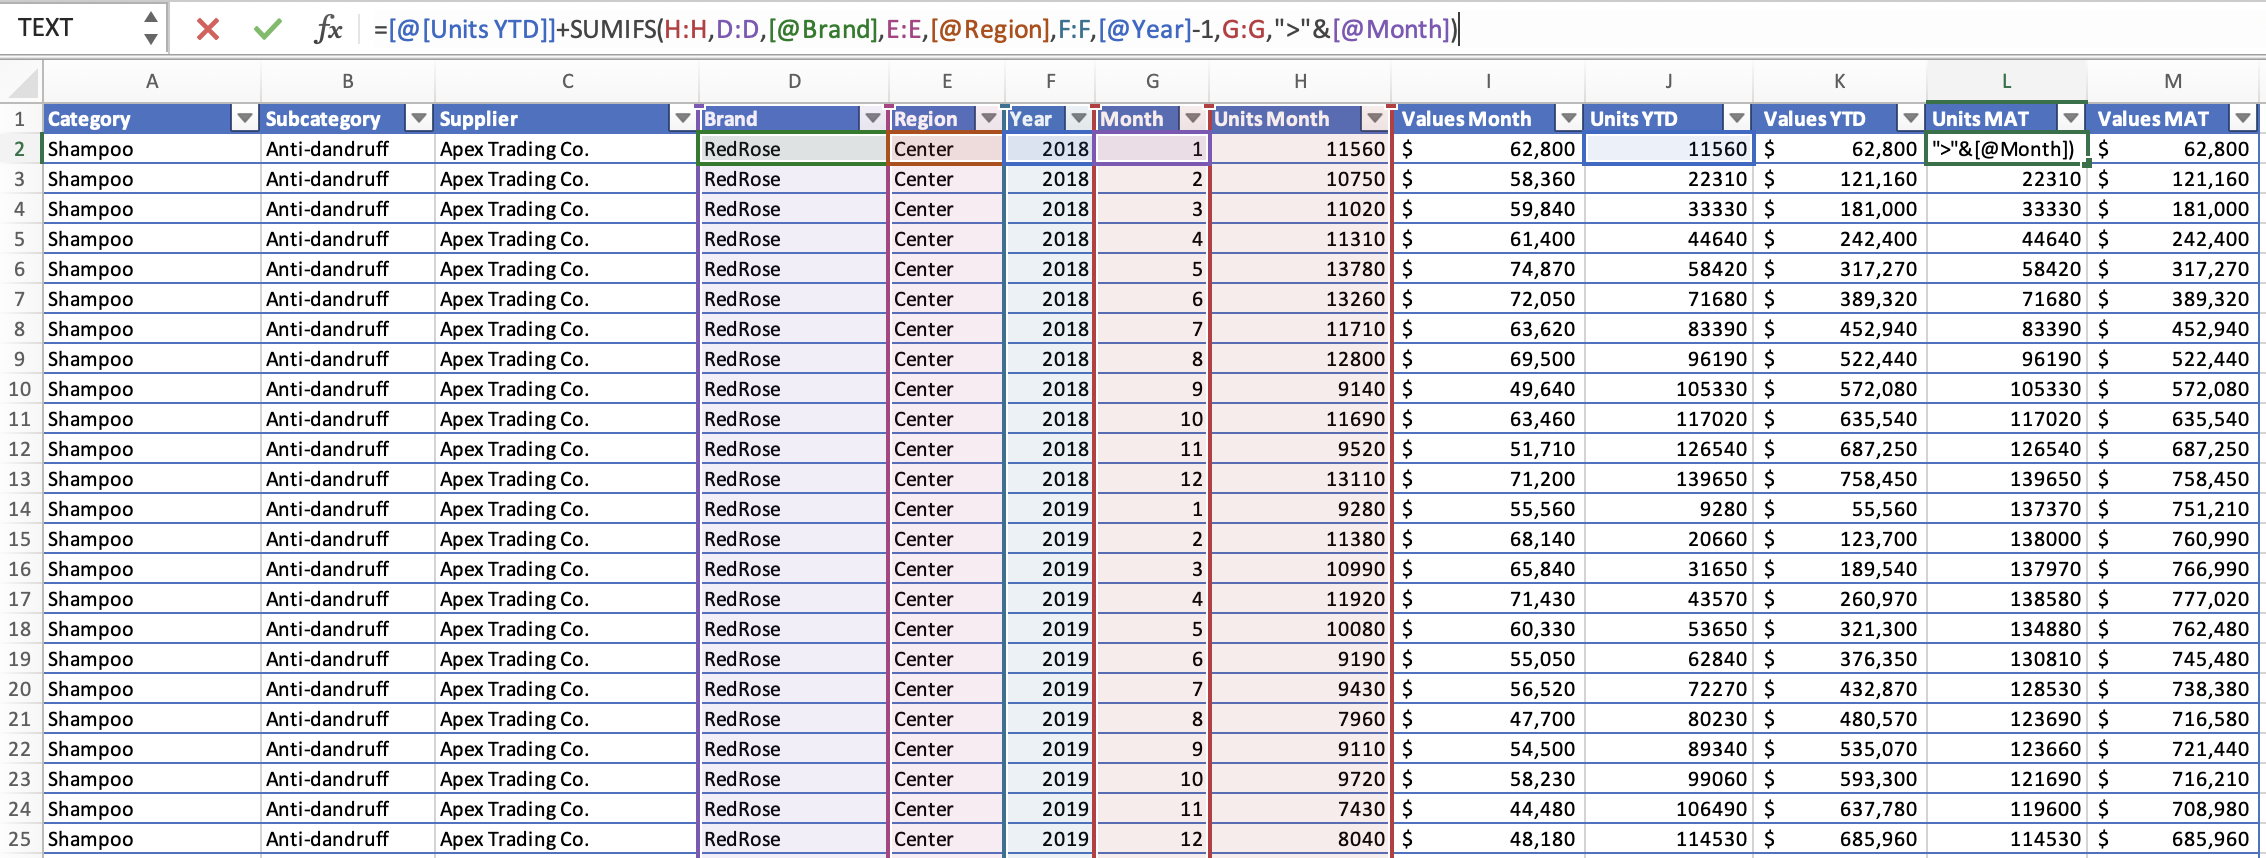 TEXT fx =[@[Units YTD]]+SUMIFS(H:H,D:D,[@Brand],E:E,[@Region],F:F,[@Year]-1,G:G,">"&[@Month])
A B C D E F G H I J K L M
1 Category Subcategory Supplier Brand Region Year Month Units Month Values Month Units YTD Values YTD Units MAT Values MAT
2 Shampoo Anti-dandruff Apex Trading Co. RedRose Center 2018 1 11560 $ 62,800 11560 $ 62,800 ">"&[@Month]) $ 62,800
3 Shampoo Anti-dandruff Apex Trading Co. RedRose Center 2018 2 10750 $ 58,360 22310 $ 121,160 22310 $ 121,160
4 Shampoo Anti-dandruff Apex Trading Co. RedRose Center 2018 3 11020 $ 59,840 33330 $ 181,000 33330 $ 181,000
5 Shampoo Anti-dandruff Apex Trading Co. RedRose Center 2018 4 11310 $ 61,400 44640 $ 242,400 44640 $ 242,400
6 Shampoo Anti-dandruff Apex Trading Co. RedRose Center 2018 5 13780 $ 74,870 58420 $ 317,270 58420 $ 317,270
7 Shampoo Anti-dandruff Apex Trading Co. RedRose Center 2018 6 13260 $ 72,050 71680 $ 389,320 71680 $ 389,320
8 Shampoo Anti-dandruff Apex Trading Co. RedRose Center 2018 7 11710 $ 63,620 83390 $ 452,940 83390 $ 452,940
9 Shampoo Anti-dandruff Apex Trading Co. RedRose Center 2018 8 12800 $ 69,500 96190 $ 522,440 96190 $ 522,440
10 Shampoo Anti-dandruff Apex Trading Co. RedRose Center 2018 9 9140 $ 49,640 105330 $ 572,080 105330 $ 572,080
11 Shampoo Anti-dandruff Apex Trading Co. RedRose Center 2018 10 11690 $ 63,460 117020 $ 635,540 117020 $ 635,540
12 Shampoo Anti-dandruff Apex Trading Co. RedRose Center 2018 11 9520 $ 51,710 126540 $ 687,250 126540 $ 687,250
13 Shampoo Anti-dandruff Apex Trading Co. RedRose Center 2018 12 13110 $ 71,200 139650 $ 758,450 139650 $ 758,450
14 Shampoo Anti-dandruff Apex Trading Co. RedRose Center 2019 1 9280 $ 55,560 9280 $ 55,560 137370 $ 751,210
15 Shampoo Anti-dandruff Apex Trading Co. RedRose Center 2019 2 11380 $ 68,140 20660 $ 123,700 138000 $ 760,990
16 Shampoo Anti-dandruff Apex Trading Co. RedRose Center 2019 3 10990 $ 65,840 31650 $ 189,540 137970 $ 766,990
17 Shampoo Anti-dandruff Apex Trading Co. RedRose Center 2019 4 11920 $ 71,430 43570 $ 260,970 138580 $ 777,020
18 Shampoo Anti-dandruff Apex Trading Co. RedRose Center 2019 5 10080 $ 60,330 53650 $ 321,300 134880 $ 762,480
19 Shampoo Anti-dandruff Apex Trading Co. RedRose Center 2019 6 9190 $ 55,050 62840 $ 376,350 130810 $ 745,480
20 Shampoo Anti-dandruff Apex Trading Co. RedRose Center 2019 7 9430 $ 56,520 72270 $ 432,870 128530 $ 738,380
21 Shampoo Anti-dandruff Apex Trading Co. RedRose Center 2019 8 7960 $ 47,700 80230 $ 480,570 123690 $ 716,580
22 Shampoo Anti-dandruff Apex Trading Co. RedRose Center 2019 9 9110 $ 54,500 89340 $ 535,070 123660 $ 721,440
23 Shampoo Anti-dandruff Apex Trading Co. RedRose Center 2019 10 9720 $ 58,230 99060 $ 593,300 121690 $ 716,210
24 Shampoo Anti-dandruff Apex Trading Co. RedRose Center 2019 11 7430 $ 44,480 106490 $ 637,780 119600 $ 708,980
25 Shampoo Anti-dandruff Apex Trading Co. RedRose Center 2019 12 8040 $ 48,180 114530 $ 685,960 114530 $ 685,960